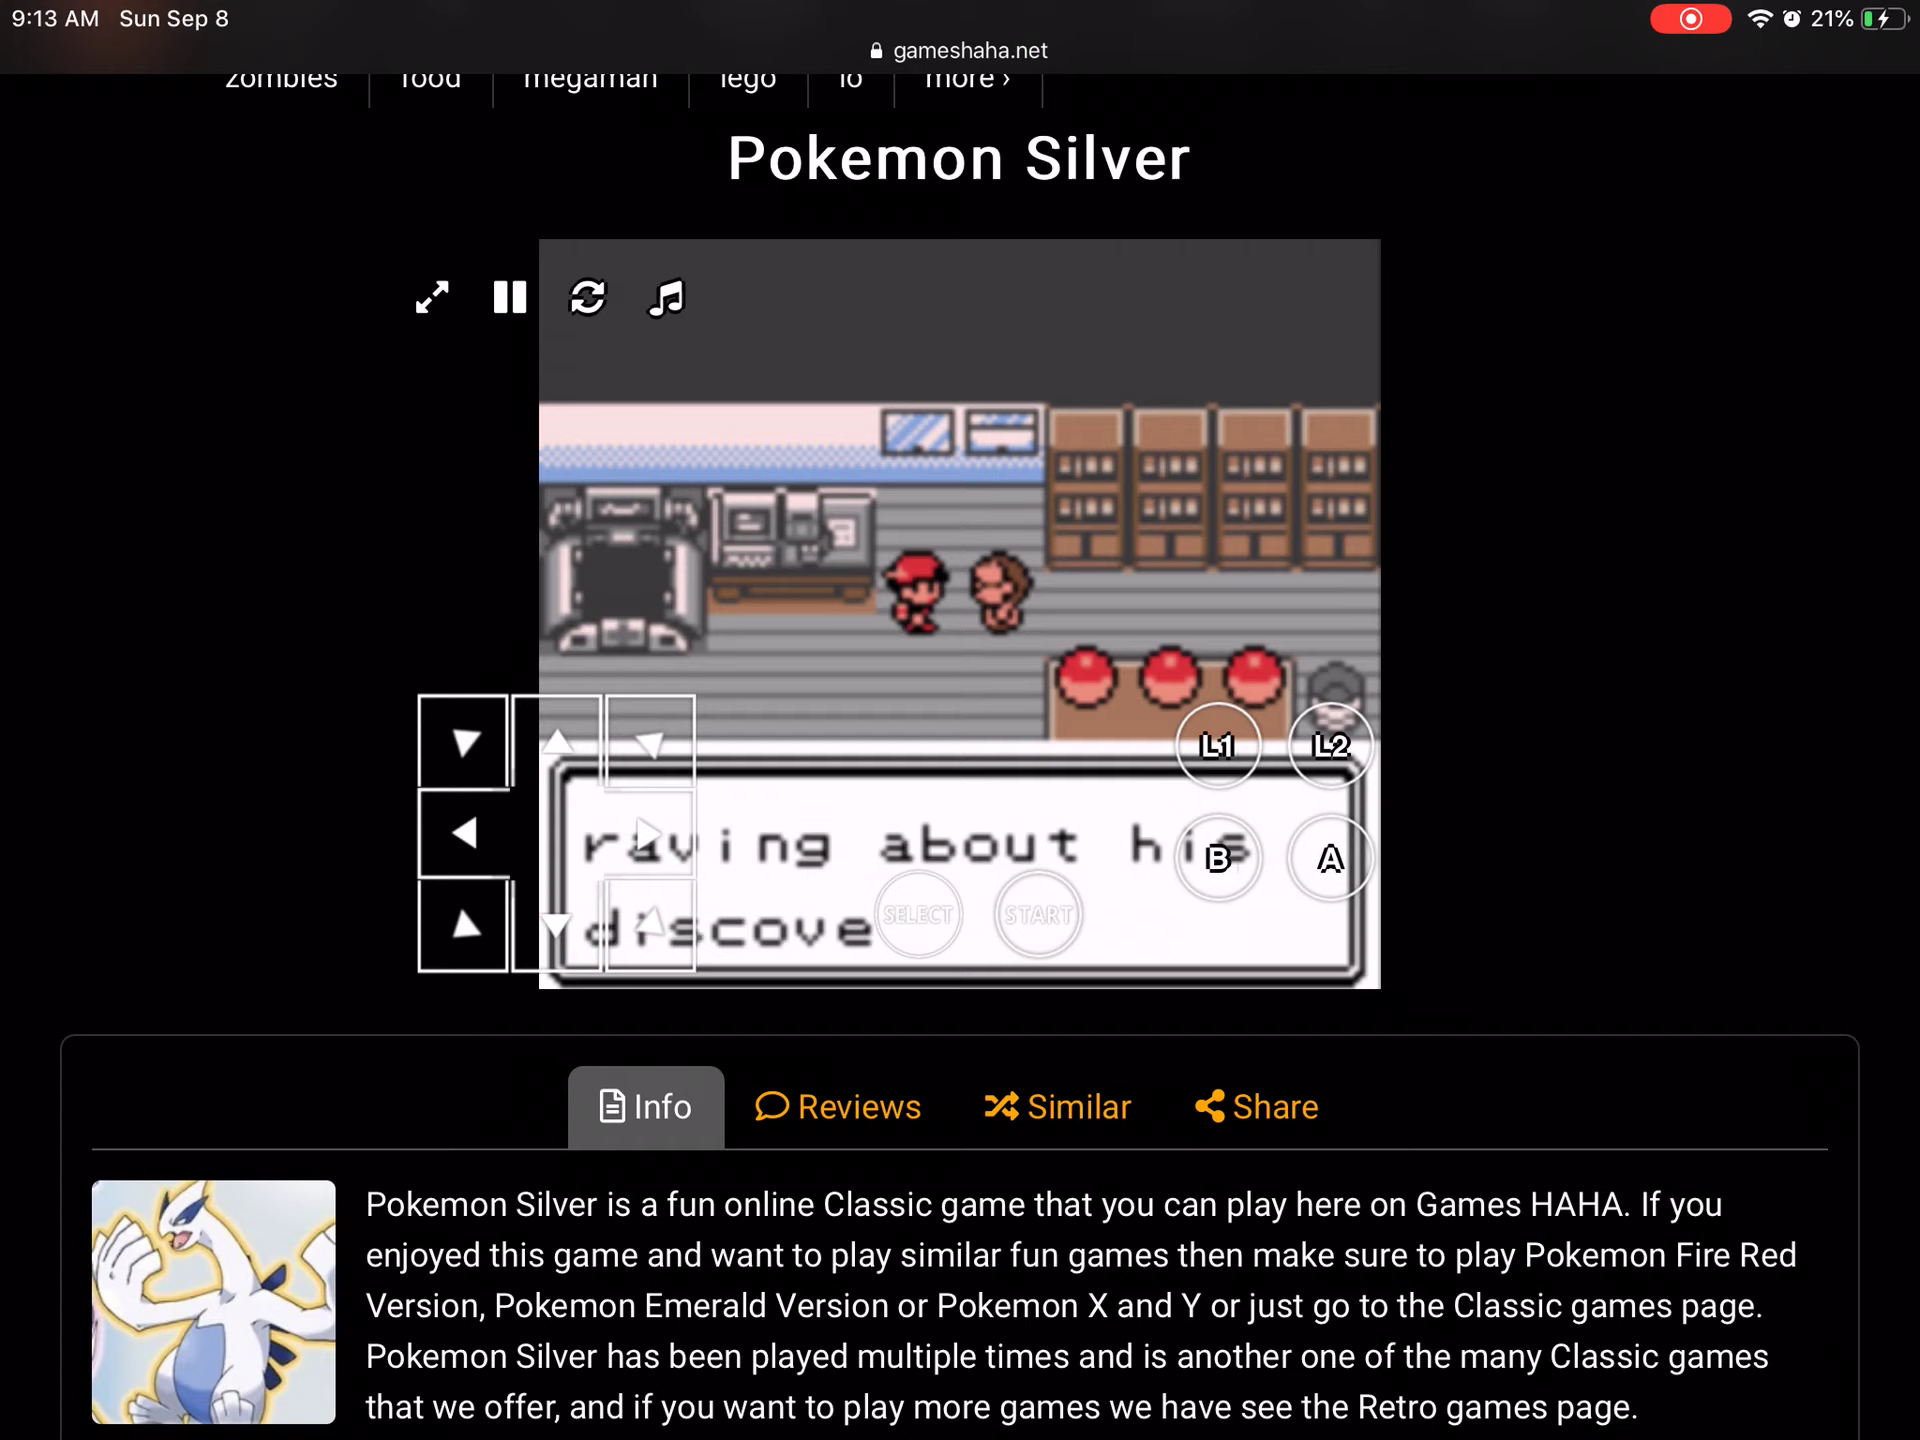 9:13 AM Sun Sep 8
21%
gameshaha.net
zombies food megaman lego io more ›
Pokemon Silver
L1 L2
raving about his
B A
discove
SELECT START
Info Reviews Similar Share
Pokemon Silver is a fun online Classic game that you can play here on Games HAHA. If you
enjoyed this game and want to play similar fun games then make sure to play Pokemon Fire Red
Version, Pokemon Emerald Version or Pokemon X and Y or just go to the Classic games page.
Pokemon Silver has been played multiple times and is another one of the many Classic games
that we offer, and if you want to play more games we have see the Retro games page.